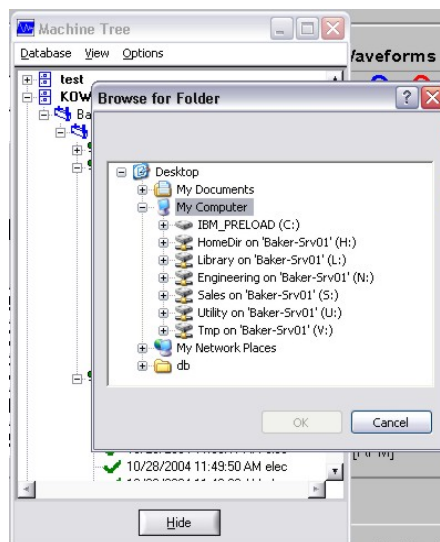 Machine Tree
Database View Options
Waveforms
test
KOW
Ba
Browse for Folder
Desktop
My Documents
My Computer
IBM_PRELOAD (C:)
HomeDir on 'Baker-Srv01' (H:)
Library on 'Baker-Srv01' (L:)
Engineering on 'Baker-Srv01' (N:)
Sales on 'Baker-Srv01' (S:)
Utility on 'Baker-Srv01' (U:)
Tmp on 'Baker-Srv01' (V:)
My Network Places
db
OK Cancel
10/28/2004 11:49:50 AM elec
Hide